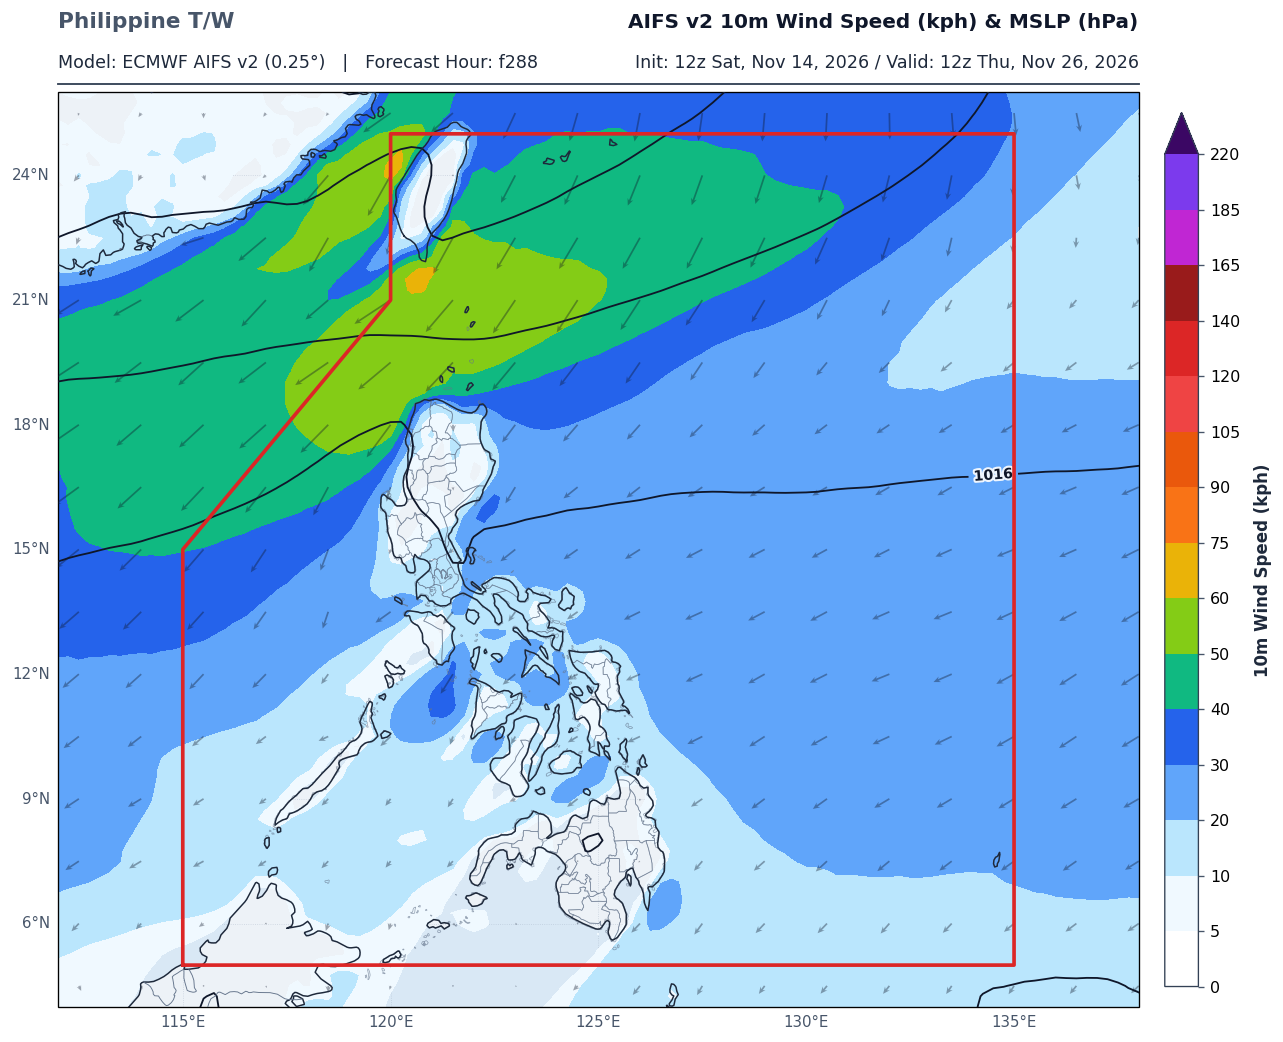 Philippine T/W
AIFS v2 10m Wind Speed (kph) & MSLP (hPa)
Model: ECMWF AIFS v2 (0.25°) | Forecast Hour: f288
Init: 12z Sat, Nov 14, 2026 / Valid: 12z Thu, Nov 26, 2026
24°N
21°N
18°N
15°N
12°N
9°N
6°N
115°E
120°E
125°E
130°E
135°E
1016
220
185
165
140
120
105
90
75
60
50
40
30
20
10
5
0
10m Wind Speed (kph)